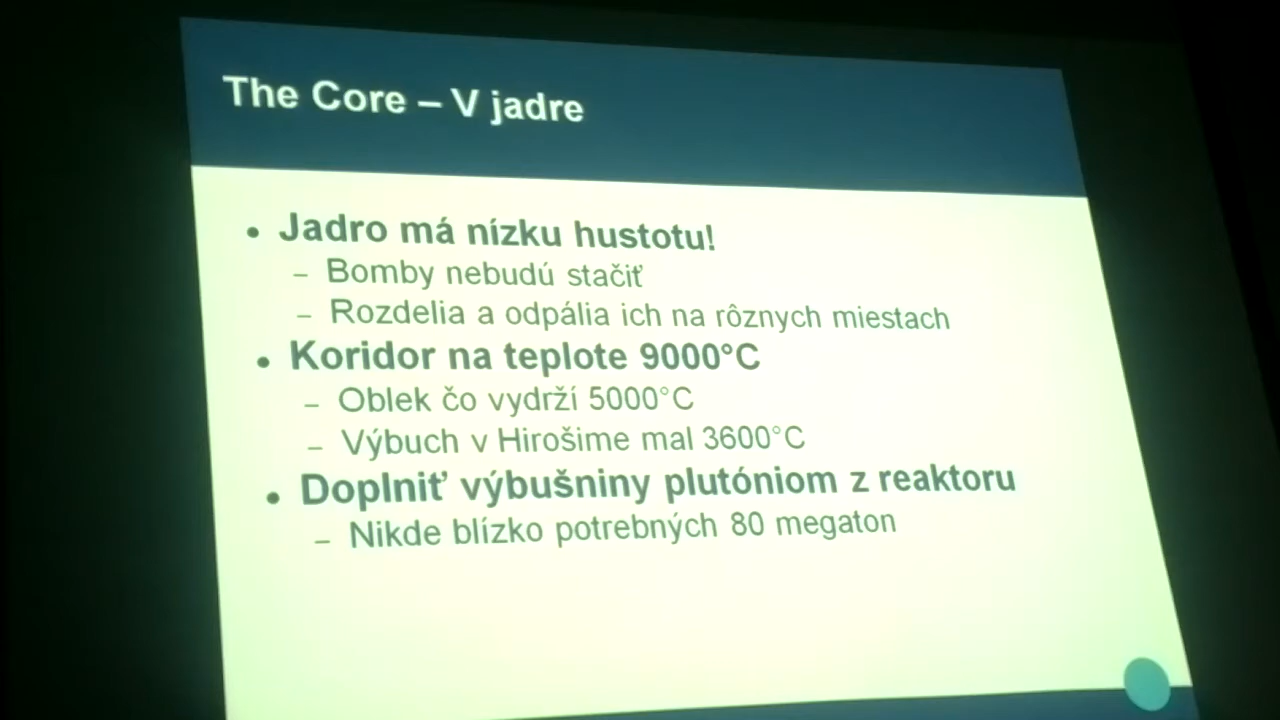 The Core – V jadre
• Jadro má nízku hustotu!
– Bomby nebudú stačiť
– Rozdelia a odpália ich na rôznych miestach
• Koridor na teplote 9000°C
– Oblek čo vydrží 5000°C
– Výbuch v Hirošime mal 3600°C
• Doplniť výbušniny plutóniom z reaktoru
– Nikde blízko potrebných 80 megaton